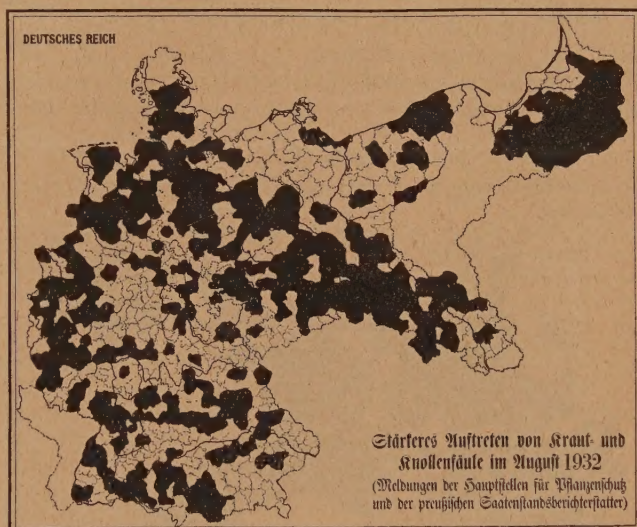 DEUTSCHES REICH
Stärkeres Auftreten von Kraut- und
Knollenfäule im August 1932
(Meldungen der Hauptstellen für Pflanzenschutz
und der preußischen Saatenstandsberichterstatter)